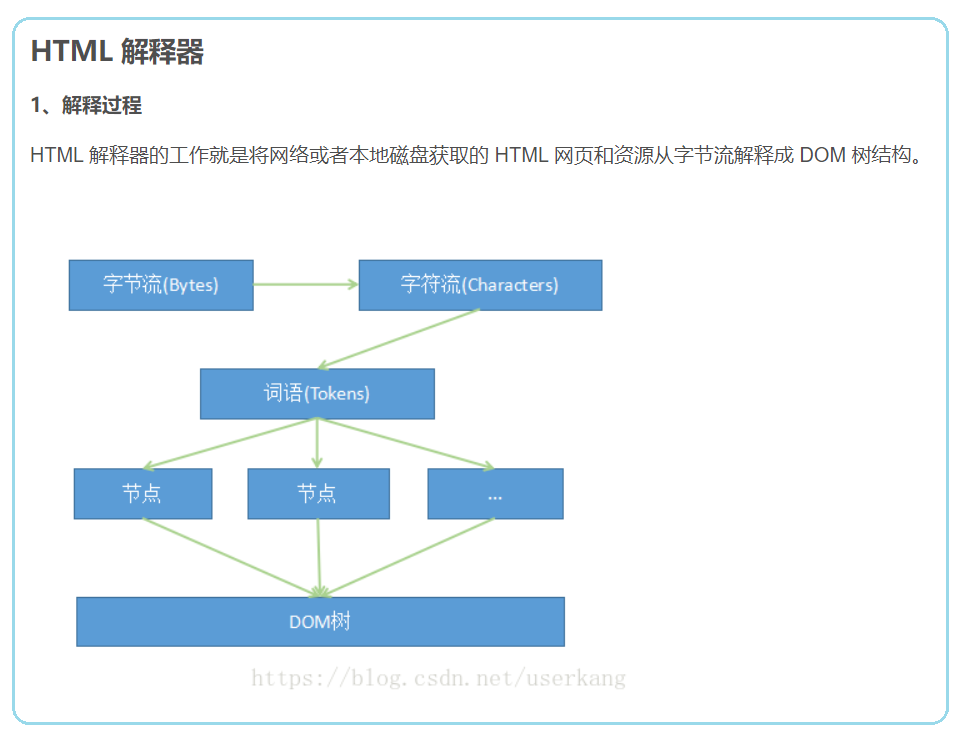 HTML 解释器
1、解释过程
HTML 解释器的工作就是将网络或者本地磁盘获取的 HTML 网页和资源从字节流解释成 DOM 树结构。
字节流(Bytes)
字符流(Characters)
词语(Tokens)
节点
节点
...
DOM树
https://blog.csdn.net/userkang